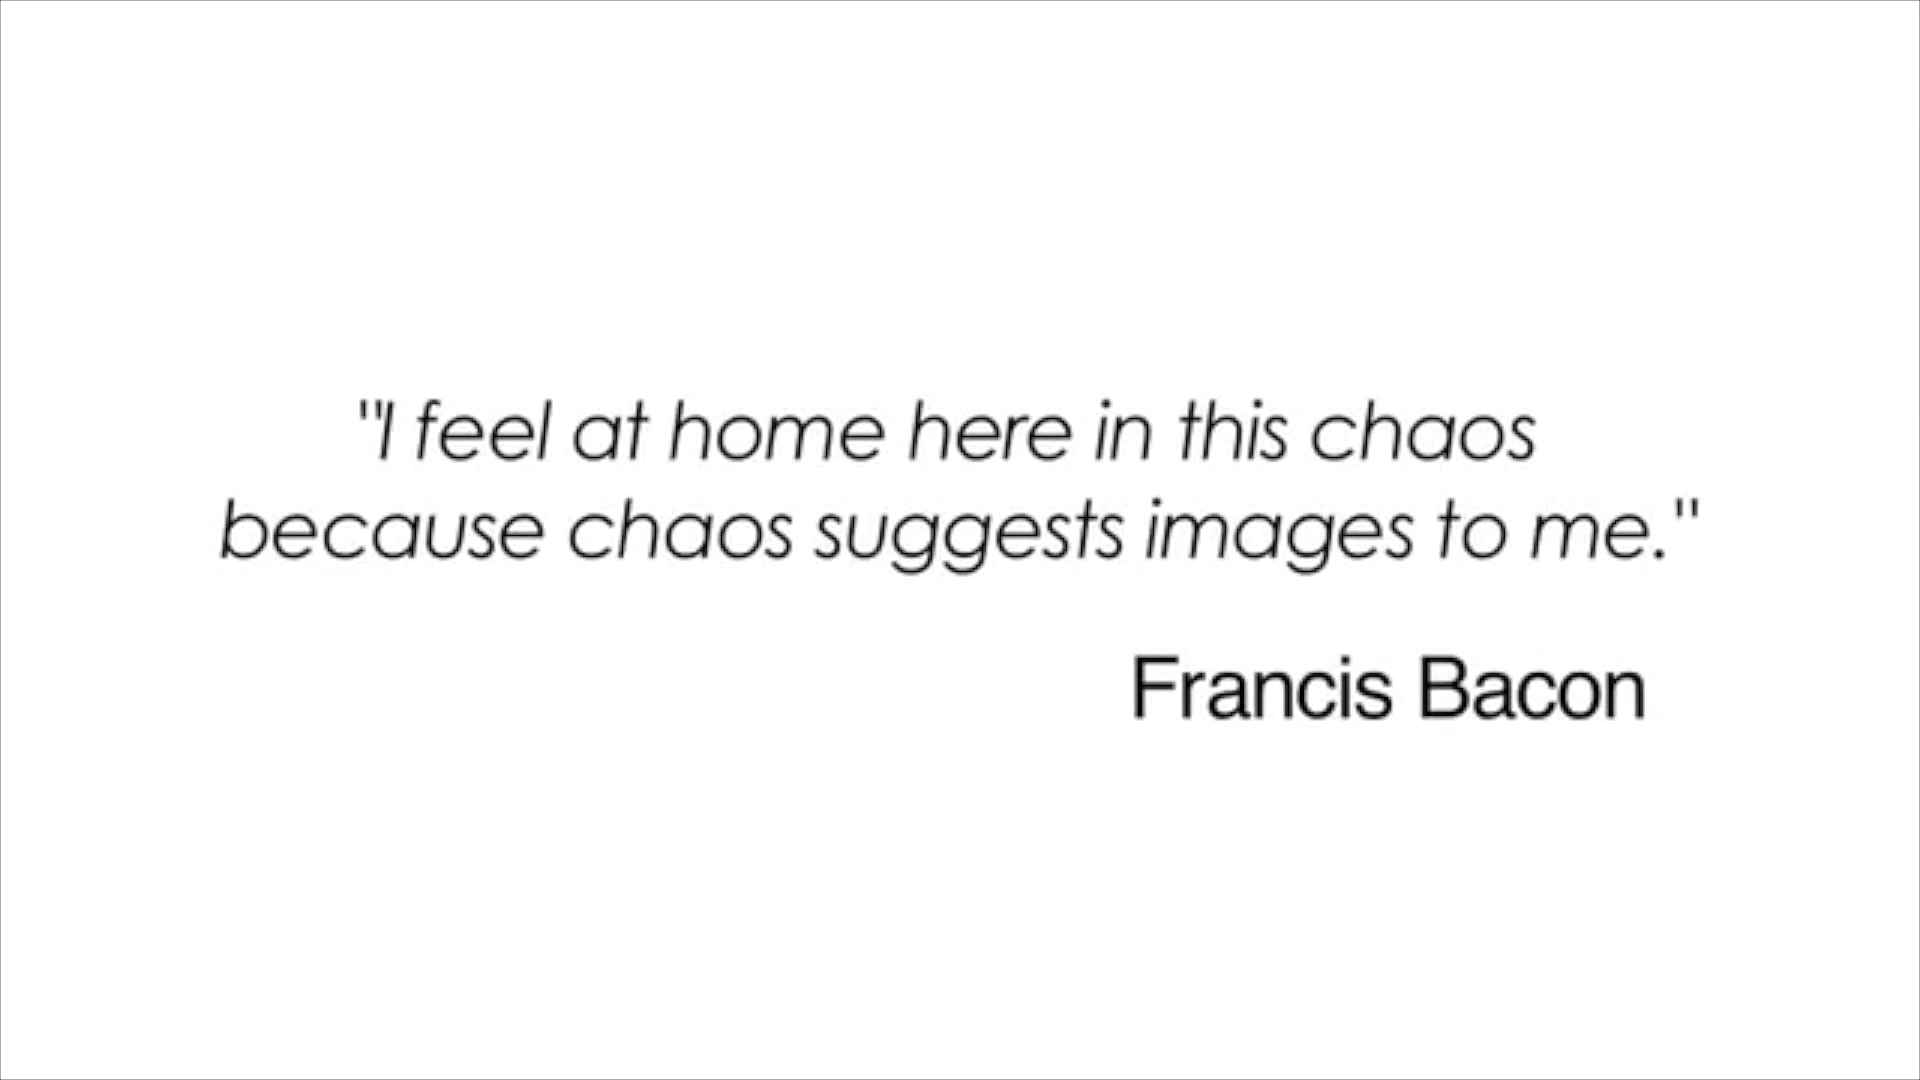 "I feel at home here in this chaos
because chaos suggests images to me."
Francis Bacon